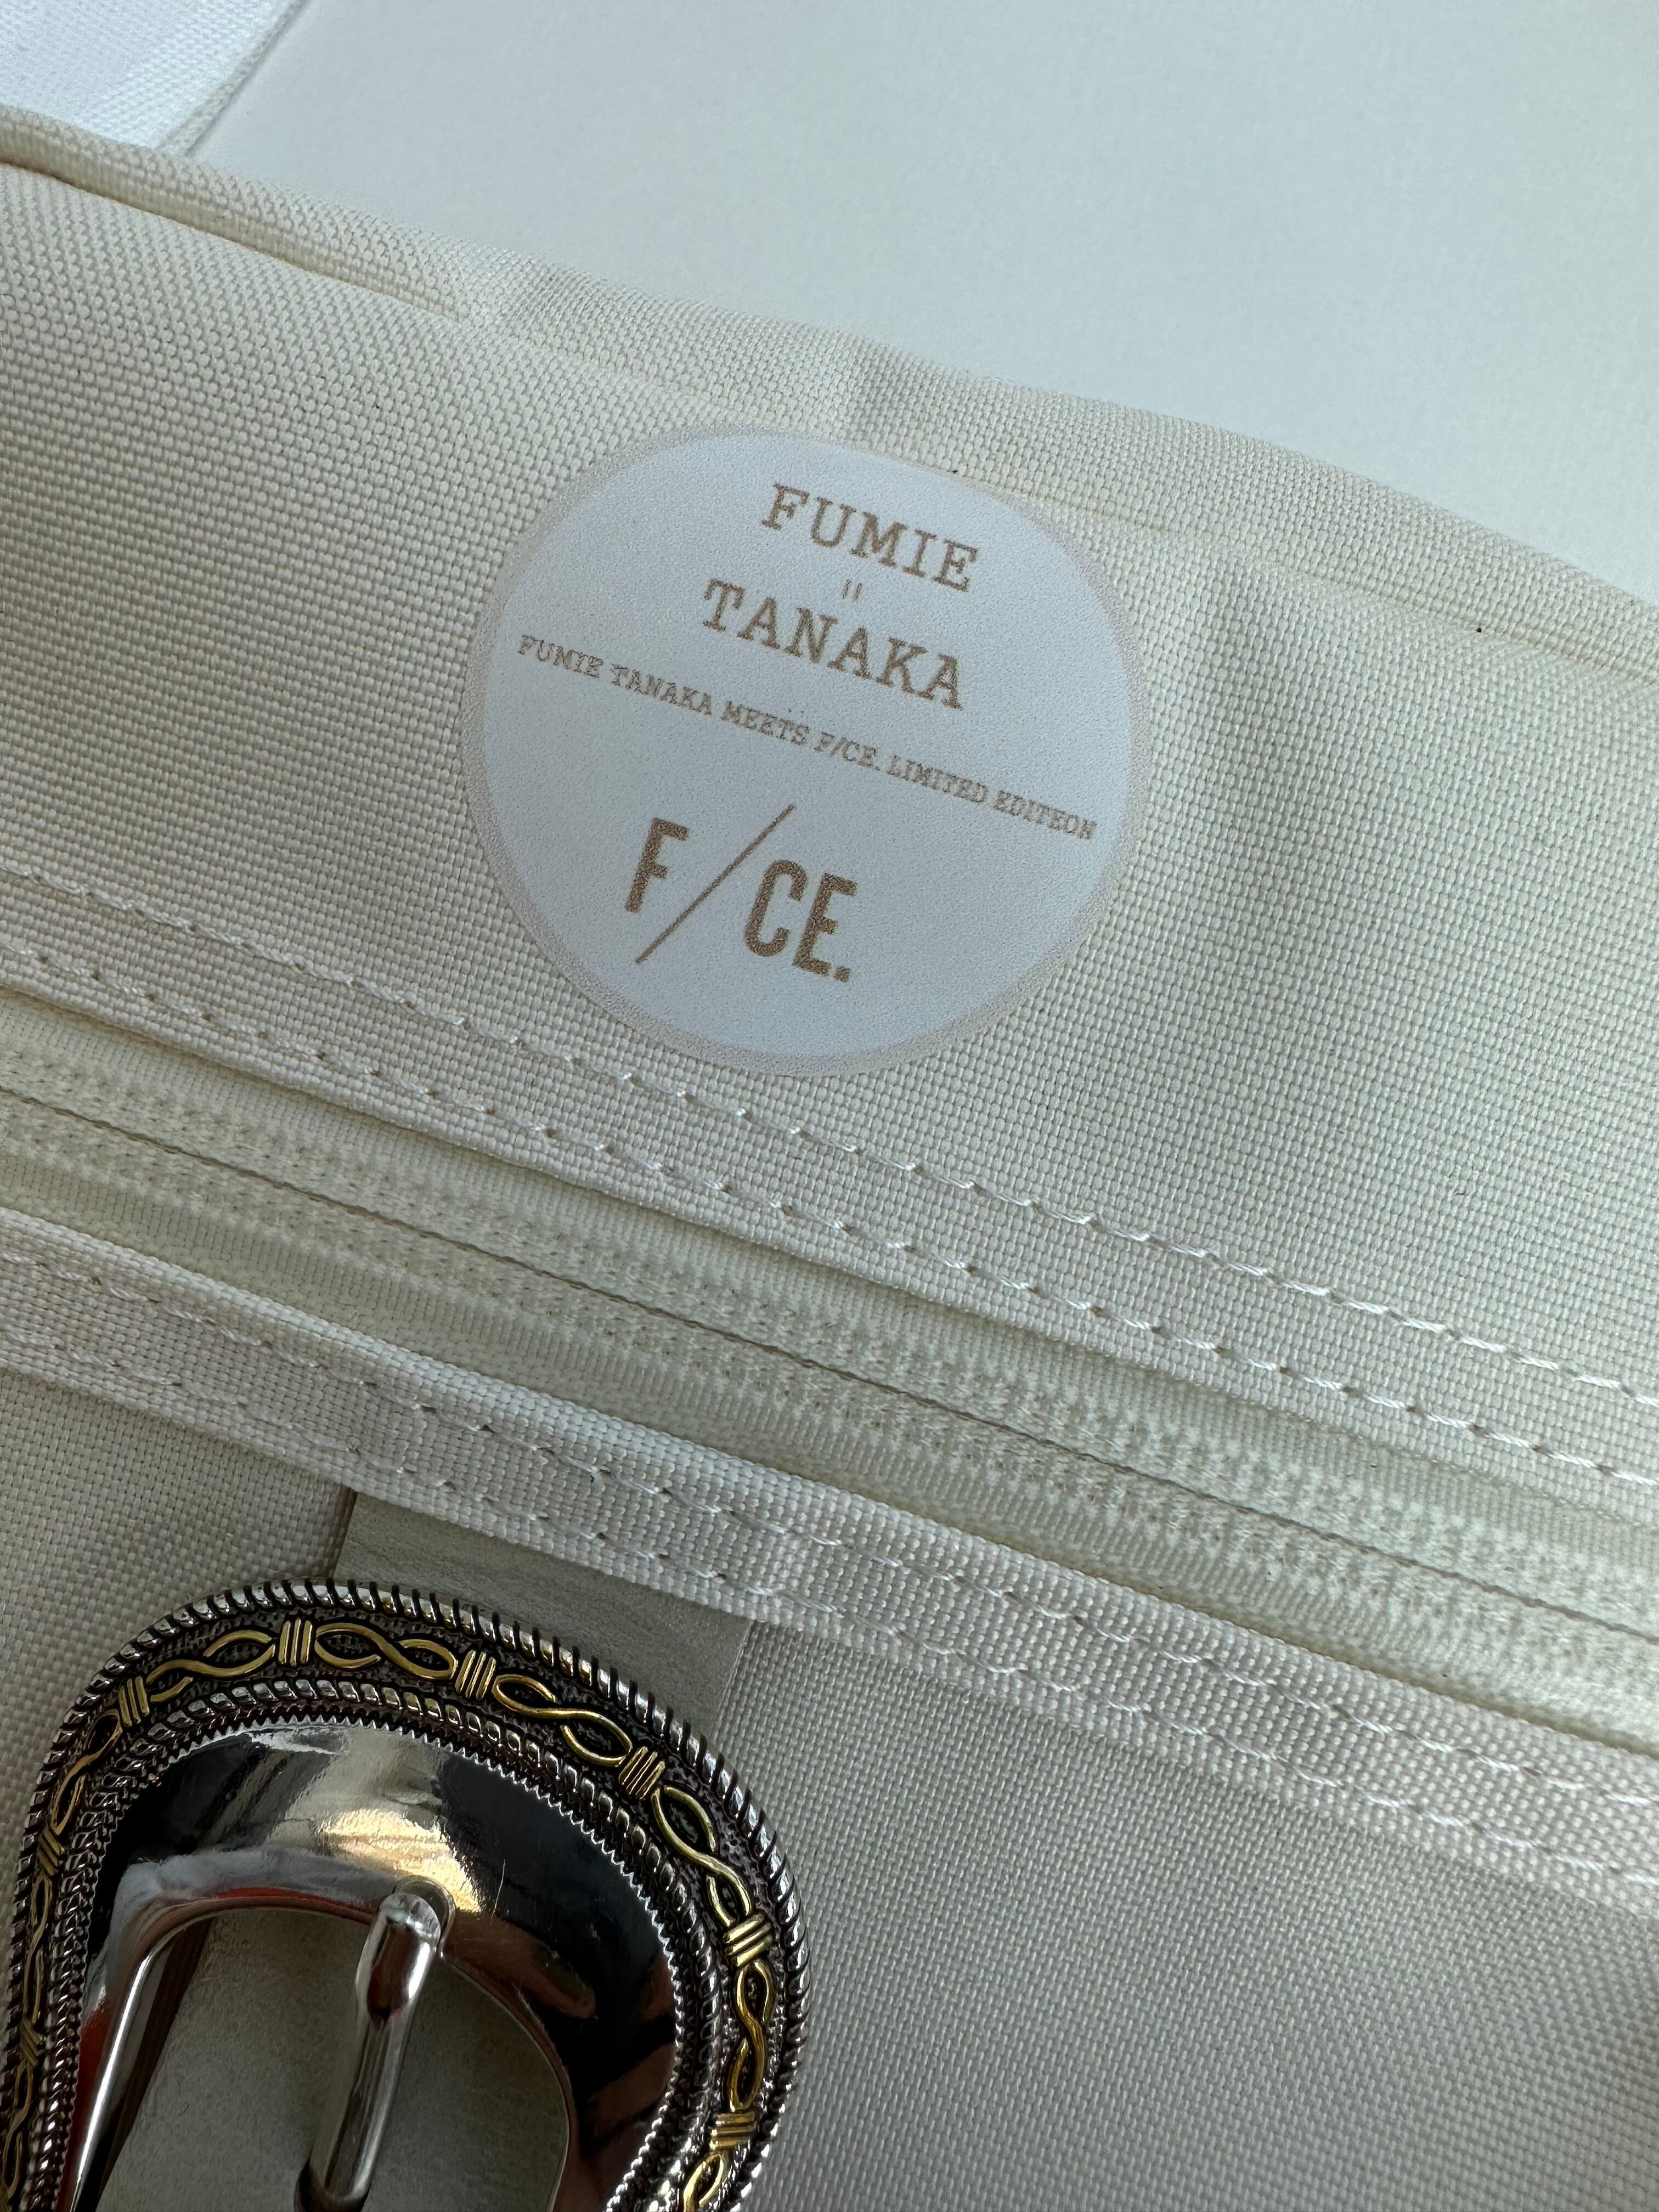 FUMIE
=
TANAKA
FUMIE TANAKA MEETS F/CE. LIMITED EDITION
F/CE.